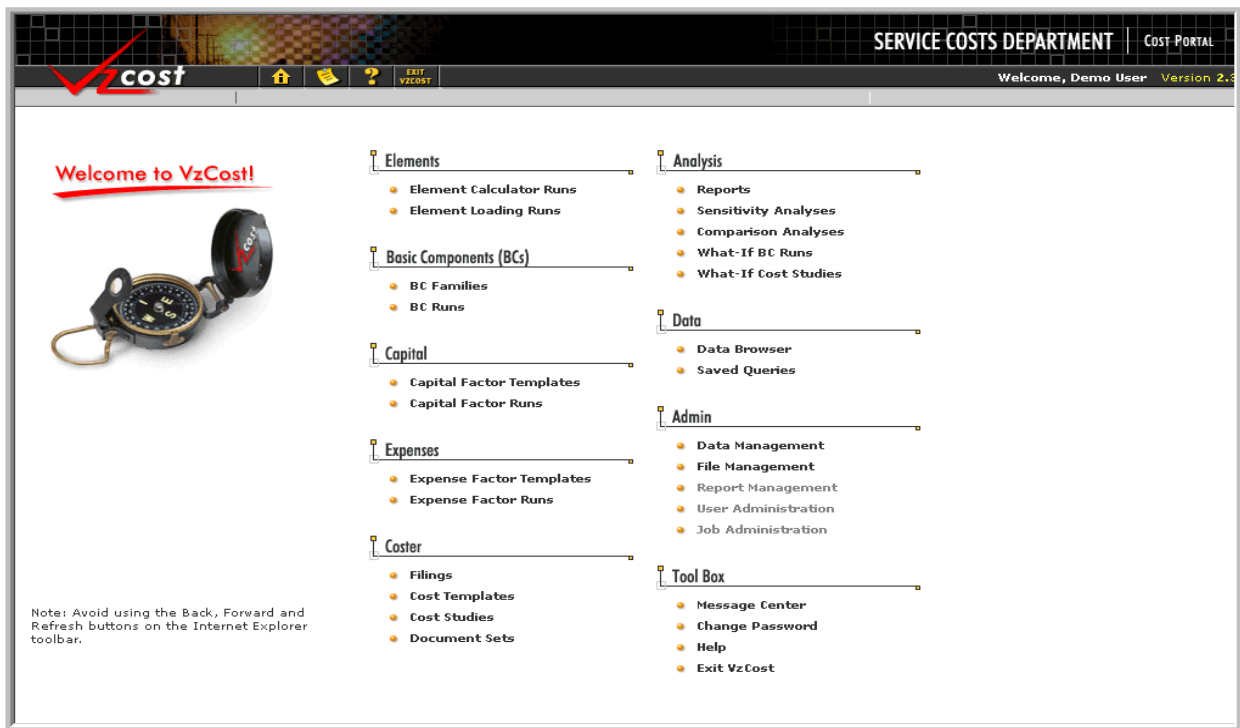 SERVICE COSTS DEPARTMENT | COST PORTAL
Vzcost
EXIT
VZCOST
Welcome, Demo User Version 2.3
Welcome to VzCost!
cost
W I S E
Note: Avoid using the Back, Forward and
Refresh buttons on the Internet Explorer
toolbar.
Elements
Element Calculator Runs
Element Loading Runs
Basic Components (BCs)
BC Families
BC Runs
Capital
Capital Factor Templates
Capital Factor Runs
Expenses
Expense Factor Templates
Expense Factor Runs
Coster
Filings
Cost Templates
Cost Studies
Document Sets
Analysis
Reports
Sensitivity Analyses
Comparison Analyses
What-If BC Runs
What-If Cost Studies
Data
Data Browser
Saved Queries
Admin
Data Management
File Management
Report Management
User Administration
Job Administration
Tool Box
Message Center
Change Password
Help
Exit VzCost